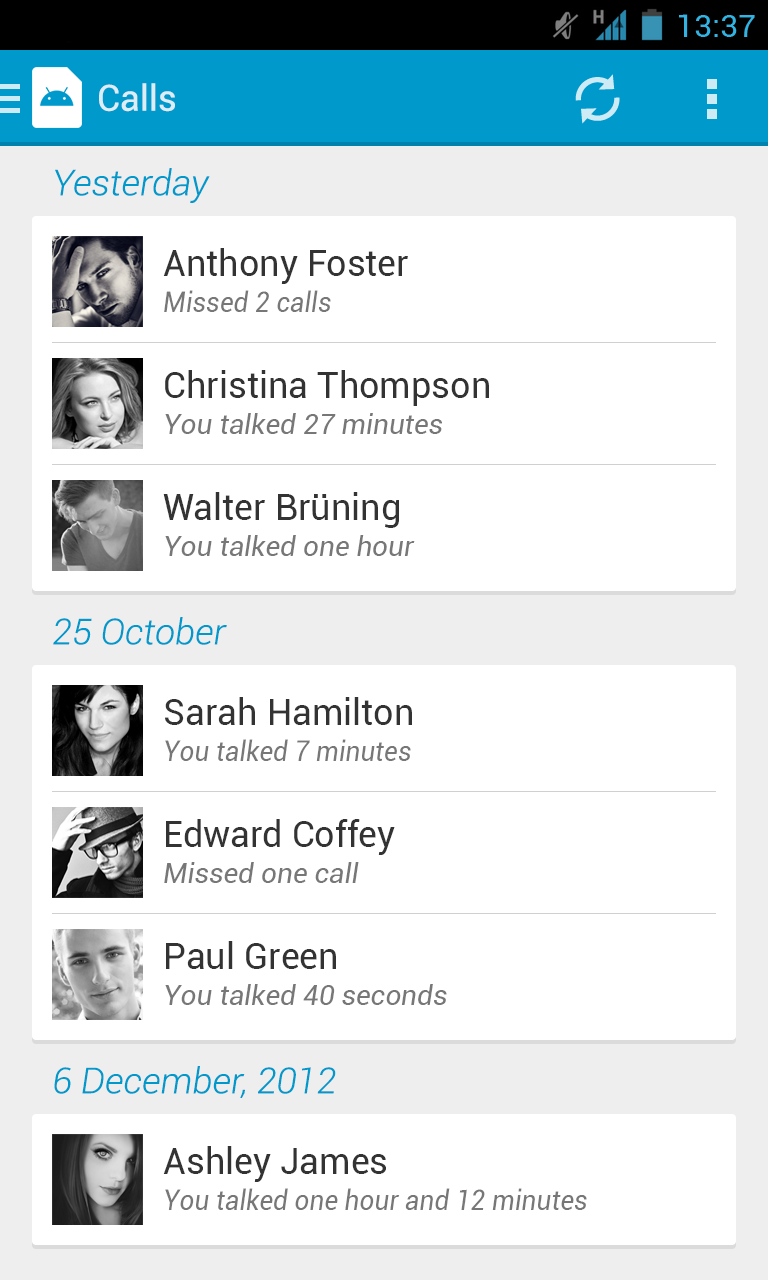 H 13:37
Calls
Yesterday
Anthony Foster
Missed 2 calls
Christina Thompson
You talked 27 minutes
Walter Brüning
You talked one hour
25 October
Sarah Hamilton
You talked 7 minutes
Edward Coffey
Missed one call
Paul Green
You talked 40 seconds
6 December, 2012
Ashley James
You talked one hour and 12 minutes